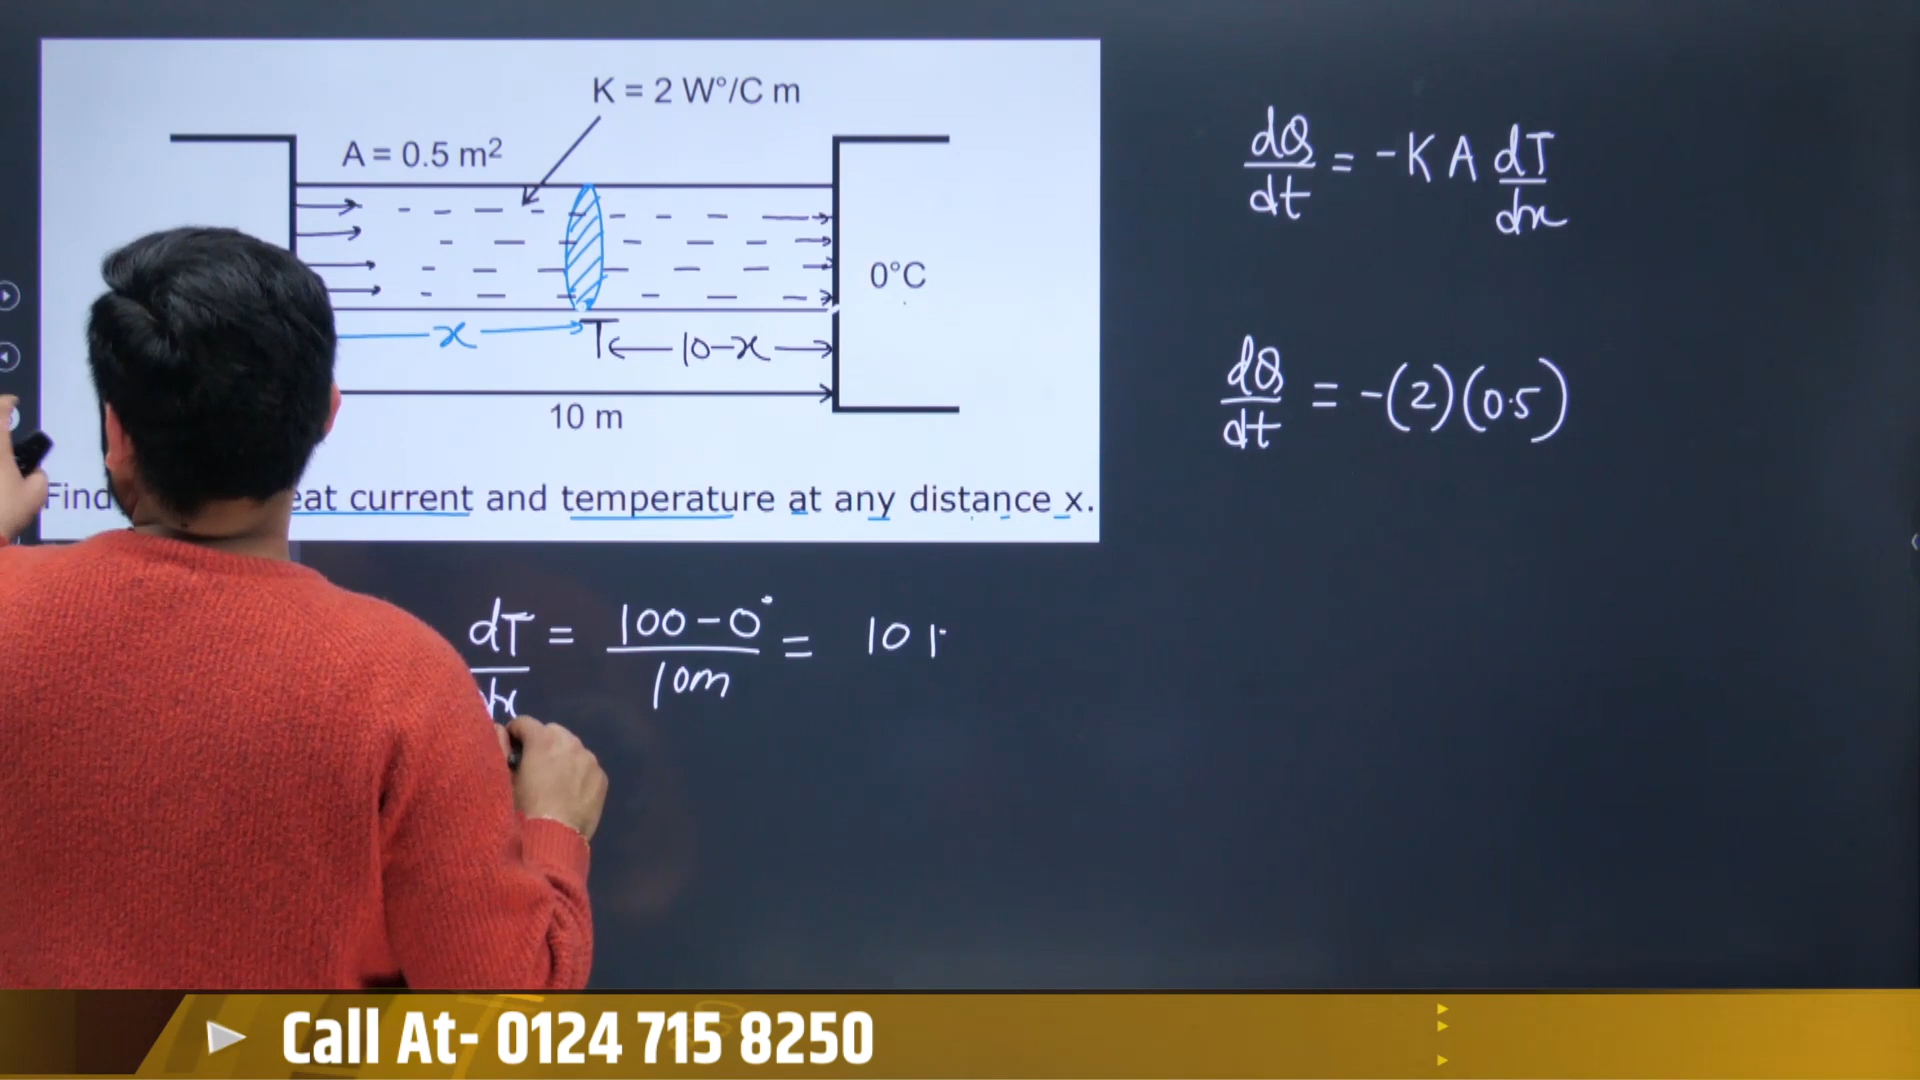 K = 2 W°/C m
A = 0.5 m²
0°C
x
T
10-x
10 m
Find eat current and temperature at any distance x.
dQ/dt = -K A dT/dx
dQ/dt = -(2)(0.5)
dT/dx = 100-0°/10m = 10
Call At- 0124 715 8250